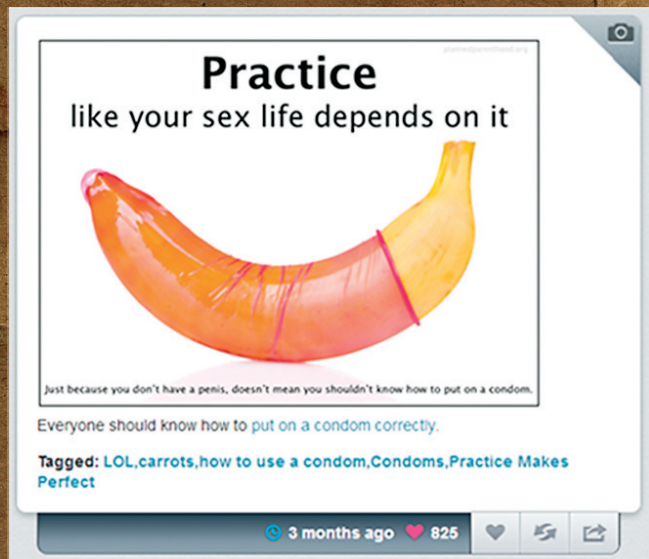 plannedparenthood.org
Practice
like your sex life depends on it
Just because you don't have a penis, doesn't mean you shouldn't know how to put on a condom.
Everyone should know how to put on a condom correctly.
Tagged: LOL,carrots,how to use a condom,Condoms,Practice Makes
Perfect
3 months ago 825